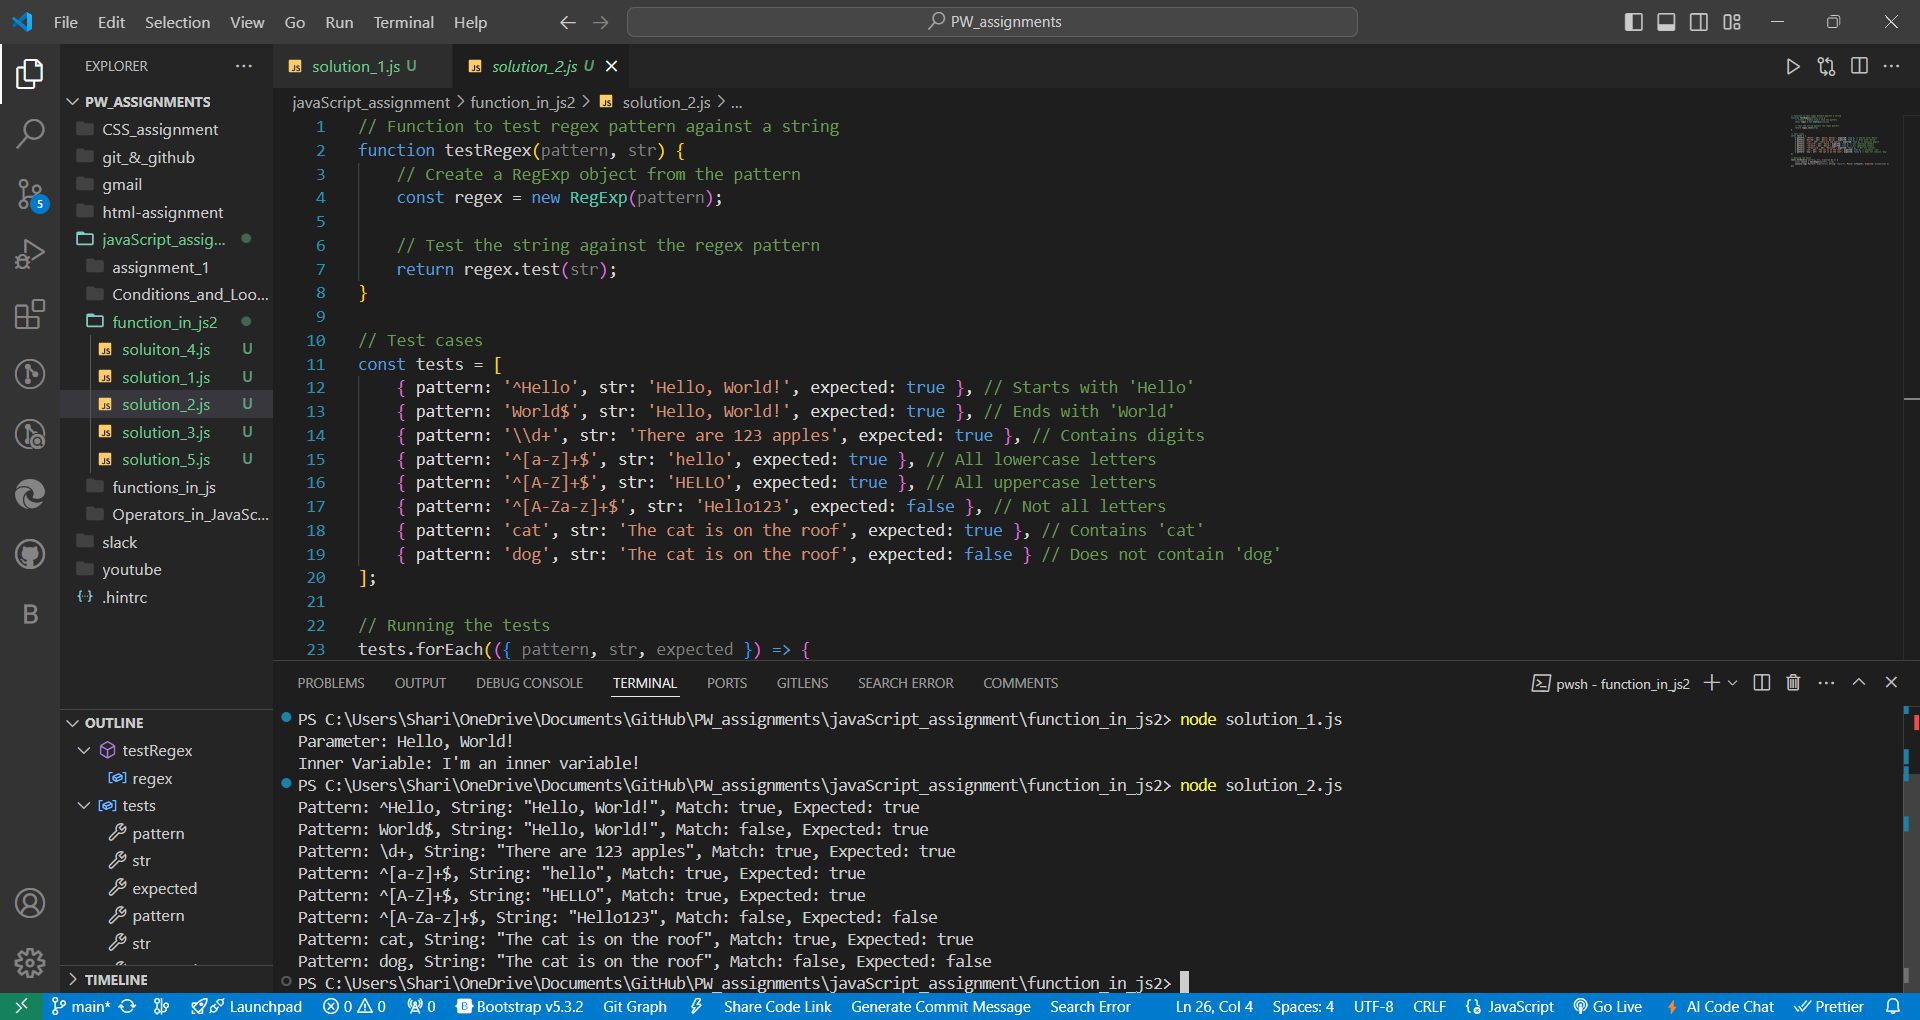 File Edit Selection View Go Run Terminal Help
PW_assignments
EXPLORER
PW_ASSIGNMENTS
CSS_assignment
git_&_github
gmail
html-assignment
javaScript_assig...
assignment_1
Conditions_and_Loo...
function_in_js2
soluiton_4.js U
solution_1.js U
solution_2.js U
solution_3.js U
solution_5.js U
functions_in_js
Operators_in_JavaSc...
slack
youtube
.hintrc
5
B
OUTLINE
testRegex
regex
tests
pattern
str
expected
pattern
str
TIMELINE
solution_1.js U
solution_2.js U
javaScript_assignment > function_in_js2 > JS solution_2.js > ...
1 // Function to test regex pattern against a string
2 function testRegex(pattern, str) {
3 // Create a RegExp object from the pattern
4 const regex = new RegExp(pattern);
5
6 // Test the string against the regex pattern
7 return regex.test(str);
8 }
9
10 // Test cases
11 const tests = [
12 { pattern: '^Hello', str: 'Hello, World!', expected: true }, // Starts with 'Hello'
13 { pattern: 'World$', str: 'Hello, World!', expected: true }, // Ends with 'World'
14 { pattern: '\\d+', str: 'There are 123 apples', expected: true }, // Contains digits
15 { pattern: '^[a-z]+$', str: 'hello', expected: true }, // All lowercase letters
16 { pattern: '^[A-Z]+$', str: 'HELLO', expected: true }, // All uppercase letters
17 { pattern: '^[A-Za-z]+$', str: 'Hello123', expected: false }, // Not all letters
18 { pattern: 'cat', str: 'The cat is on the roof', expected: true }, // Contains 'cat'
19 { pattern: 'dog', str: 'The cat is on the roof', expected: false } // Does not contain 'dog'
20 ];
21
22 // Running the tests
23 tests.forEach(({ pattern, str, expected }) => {
PROBLEMS OUTPUT DEBUG CONSOLE TERMINAL PORTS GITLENS SEARCH ERROR COMMENTS
pwsh - function_in_js2
PS C:\Users\Shari\OneDrive\Documents\GitHub\PW_assignments\javaScript_assignment\function_in_js2> node solution_1.js
Parameter: Hello, World!
Inner Variable: I'm an inner variable!
PS C:\Users\Shari\OneDrive\Documents\GitHub\PW_assignments\javaScript_assignment\function_in_js2> node solution_2.js
Pattern: ^Hello, String: "Hello, World!", Match: true, Expected: true
Pattern: World$, String: "Hello, World!", Match: false, Expected: true
Pattern: \d+, String: "There are 123 apples", Match: true, Expected: true
Pattern: ^[a-z]+$, String: "hello", Match: true, Expected: true
Pattern: ^[A-Z]+$, String: "HELLO", Match: true, Expected: true
Pattern: ^[A-Za-z]+$, String: "Hello123", Match: false, Expected: false
Pattern: cat, String: "The cat is on the roof", Match: true, Expected: true
Pattern: dog, String: "The cat is on the roof", Match: false, Expected: false
PS C:\Users\Shari\OneDrive\Documents\GitHub\PW_assignments\javaScript_assignment\function_in_js2>
main* Launchpad 0 0 0 Bootstrap v5.3.2 Git Graph Share Code Link Generate Commit Message Search Error Ln 26, Col 4 Spaces: 4 UTF-8 CRLF JavaScript Go Live AI Code Chat Prettier